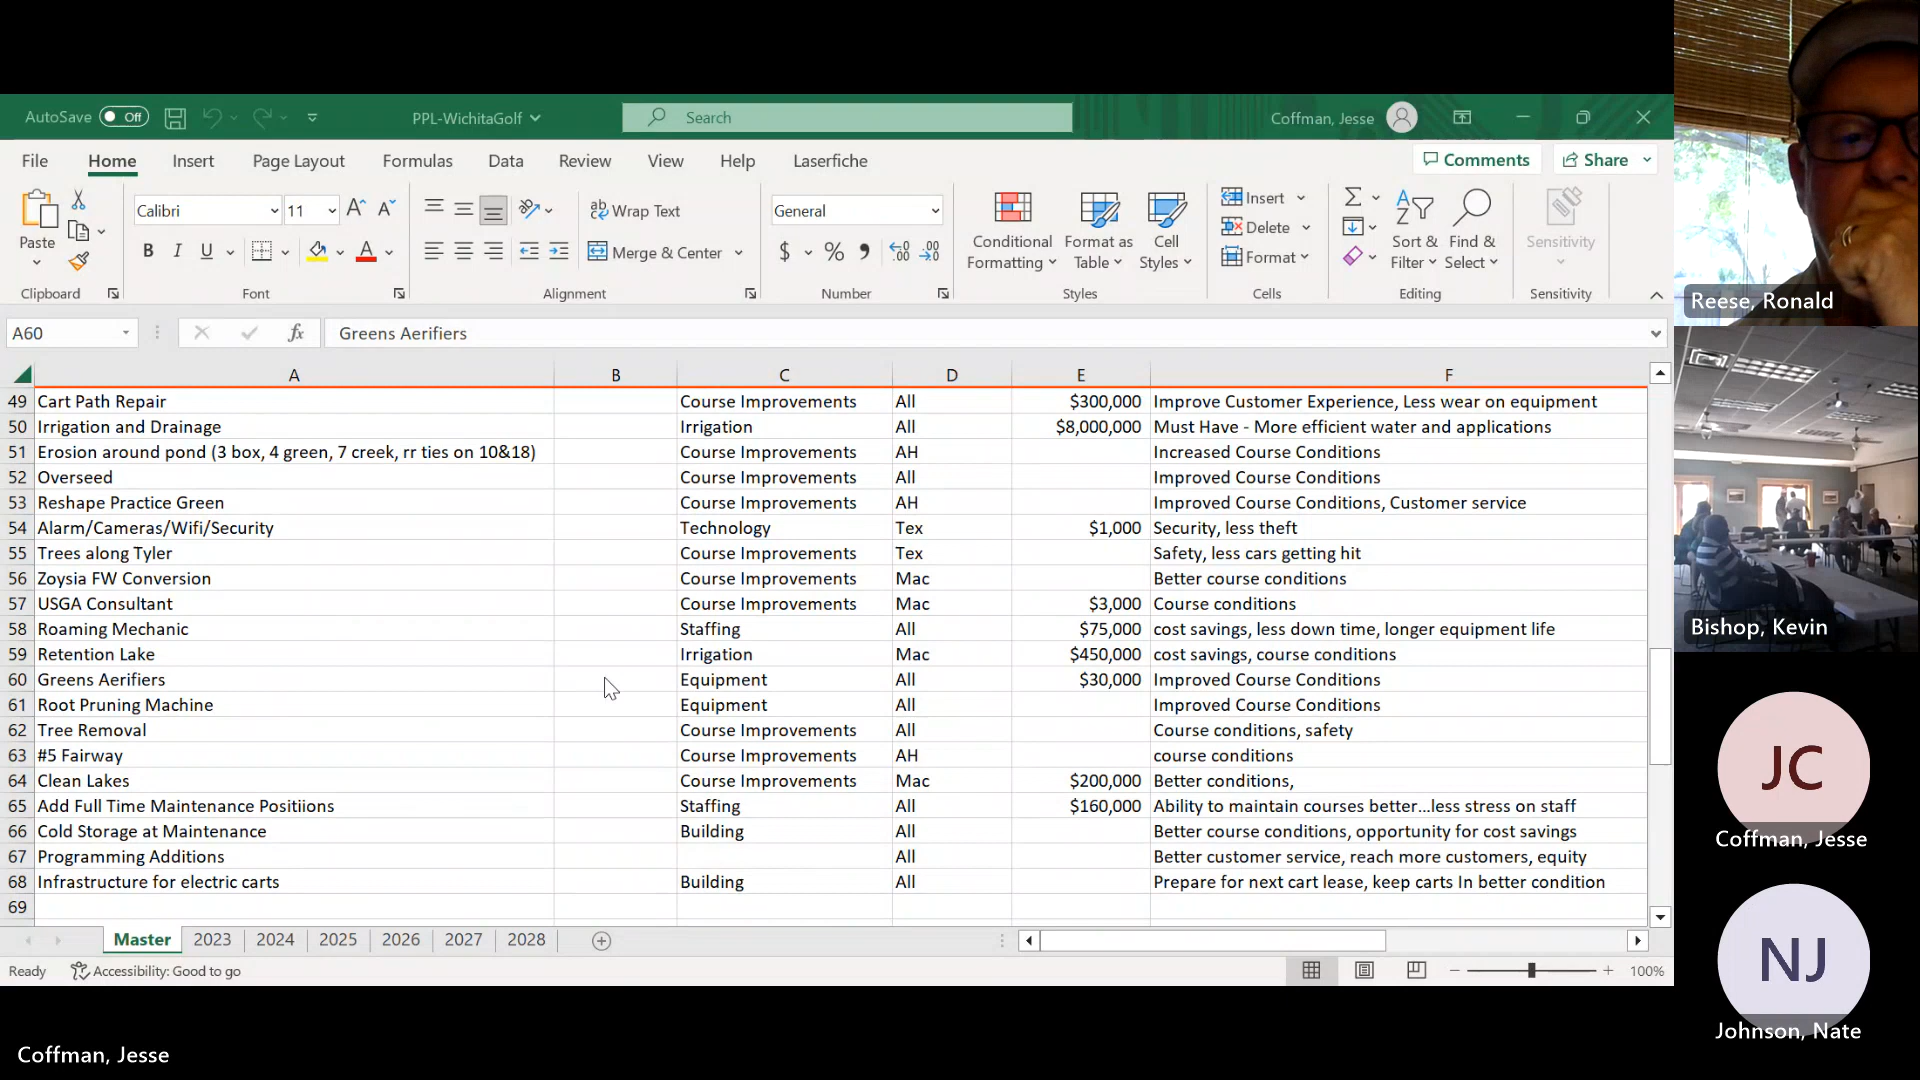 AutoSave Off PPL-WichitaGolf Search Coffman, Jesse
File Home Insert Page Layout Formulas Data Review View Help Laserfiche Comments Share
Paste Calibri 11 Wrap Text General Conditional Formatting Format as Table Cell Styles Insert Delete Format Sort & Filter Find & Select Sensitivity
B I U A Merge & Center $ % 9
Clipboard Font Alignment Number Styles Cells Editing Sensitivity
A60 fx Greens Aerifiers
A B C D E F
49 Cart Path Repair Course Improvements All $300,000 Improve Customer Experience, Less wear on equipment
50 Irrigation and Drainage Irrigation All $8,000,000 Must Have - More efficient water and applications
51 Erosion around pond (3 box, 4 green, 7 creek, rr ties on 10&18) Course Improvements AH Increased Course Conditions
52 Overseed Course Improvements All Improved Course Conditions
53 Reshape Practice Green Course Improvements AH Improved Course Conditions, Customer service
54 Alarm/Cameras/Wifi/Security Technology Tex $1,000 Security, less theft
55 Trees along Tyler Course Improvements Tex Safety, less cars getting hit
56 Zoysia FW Conversion Course Improvements Mac Better course conditions
57 USGA Consultant Course Improvements Mac $3,000 Course conditions
58 Roaming Mechanic Staffing All $75,000 cost savings, less down time, longer equipment life
59 Retention Lake Irrigation Mac $450,000 cost savings, course conditions
60 Greens Aerifiers Equipment All $30,000 Improved Course Conditions
61 Root Pruning Machine Equipment All Improved Course Conditions
62 Tree Removal Course Improvements All Course conditions, safety
63 #5 Fairway Course Improvements AH course conditions
64 Clean Lakes Course Improvements Mac $200,000 Better conditions,
65 Add Full Time Maintenance Positiions Staffing All $160,000 Ability to maintain courses better...less stress on staff
66 Cold Storage at Maintenance Building All Better course conditions, opportunity for cost savings
67 Programming Additions All Better customer service, reach more customers, equity
68 Infrastructure for electric carts Building All Prepare for next cart lease, keep carts In better condition
69
Master 2023 2024 2025 2026 2027 2028
Ready Accessibility: Good to go 100%
Coffman, Jesse
Reese, Ronald
Bishop, Kevin
JC
Coffman, Jesse
NJ
Johnson, Nate